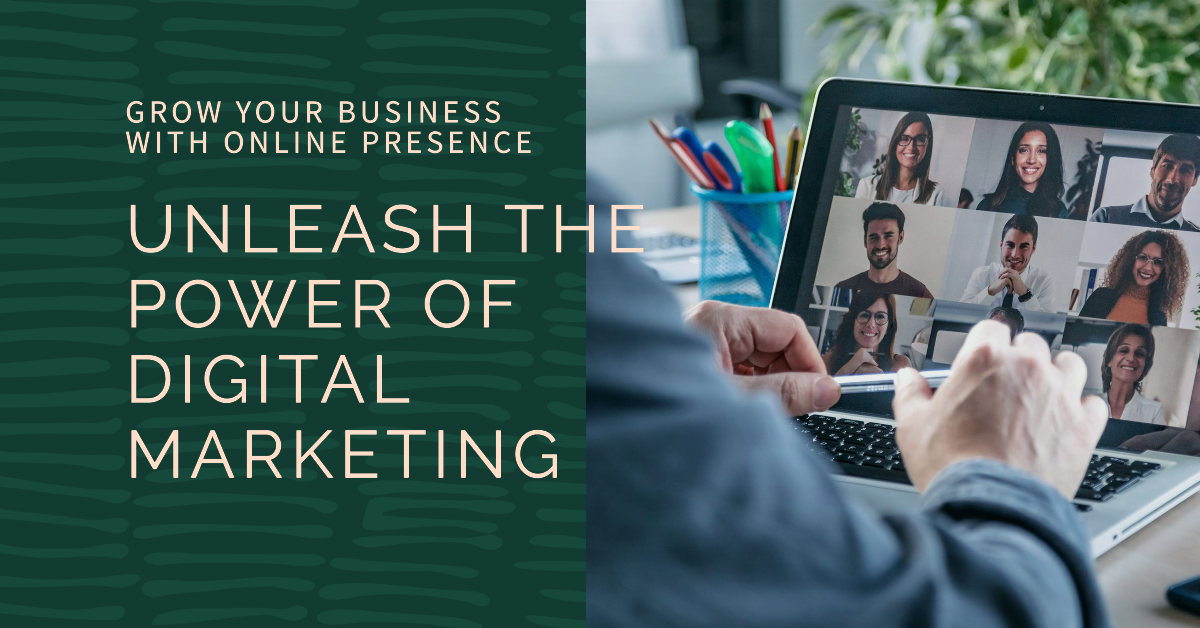 GROW YOUR BUSINESS
WITH ONLINE PRESENCE
UNLEASH THE
POWER OF
DIGITAL
MARKETING